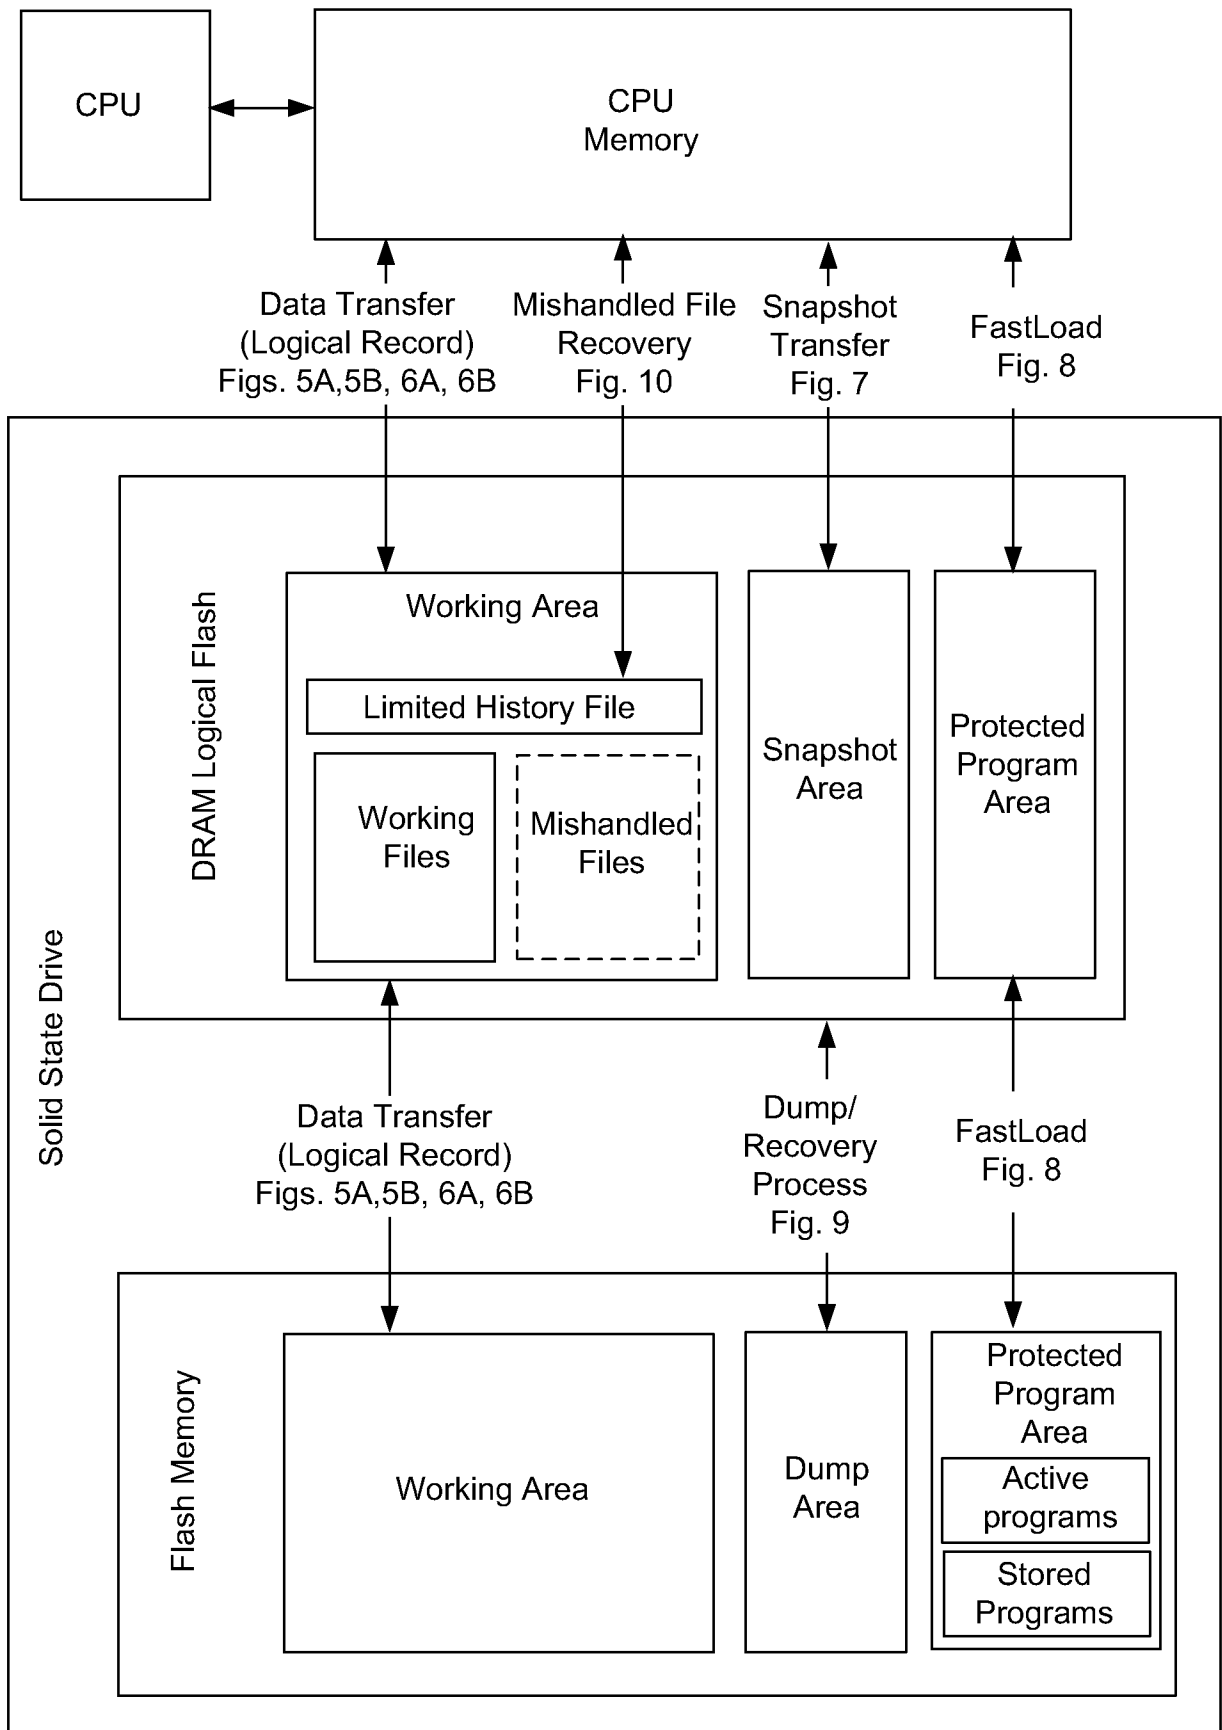 CPU
CPU
Memory
Data Transfer
(Logical Record)
Figs. 5A,5B, 6A, 6B
Mishandled File
Recovery
Fig. 10
Snapshot
Transfer
Fig. 7
FastLoad
Fig. 8
Solid State Drive
DRAM Logical Flash
Working Area
Limited History File
Working
Files
Mishandled
Files
Snapshot
Area
Protected
Program
Area
Data Transfer
(Logical Record)
Figs. 5A,5B, 6A, 6B
Dump/
Recovery
Process
Fig. 9
FastLoad
Fig. 8
Flash Memory
Working Area
Dump
Area
Protected
Program
Area
Active
programs
Stored
Programs